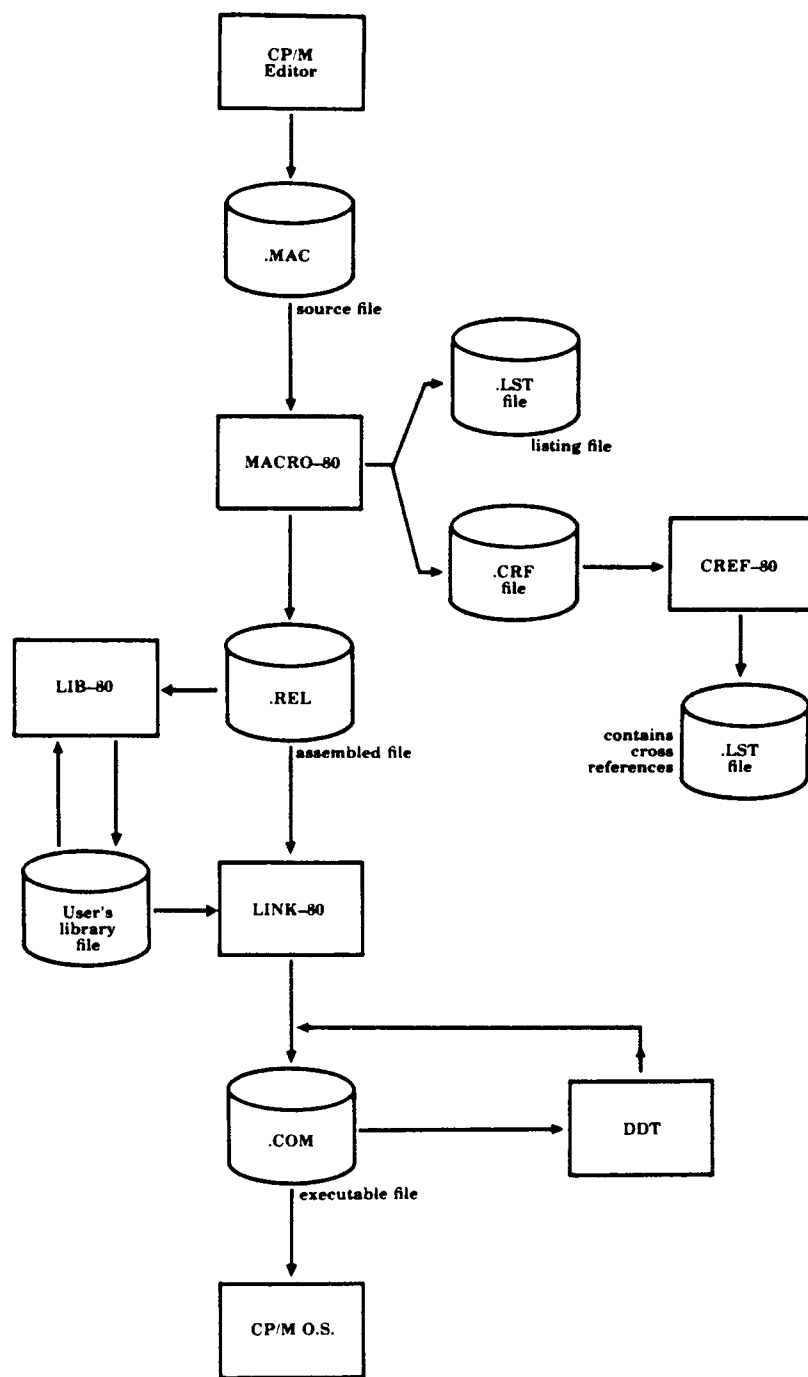 CP/M
Editor
.MAC
source file
.LST
file
listing file
MACRO–80
.CRF
file
CREF–80
LIB–80
.REL
assembled file
contains
cross
references
.LST
file
User's
library
file
LINK–80
.COM
executable file
DDT
CP/M O.S.